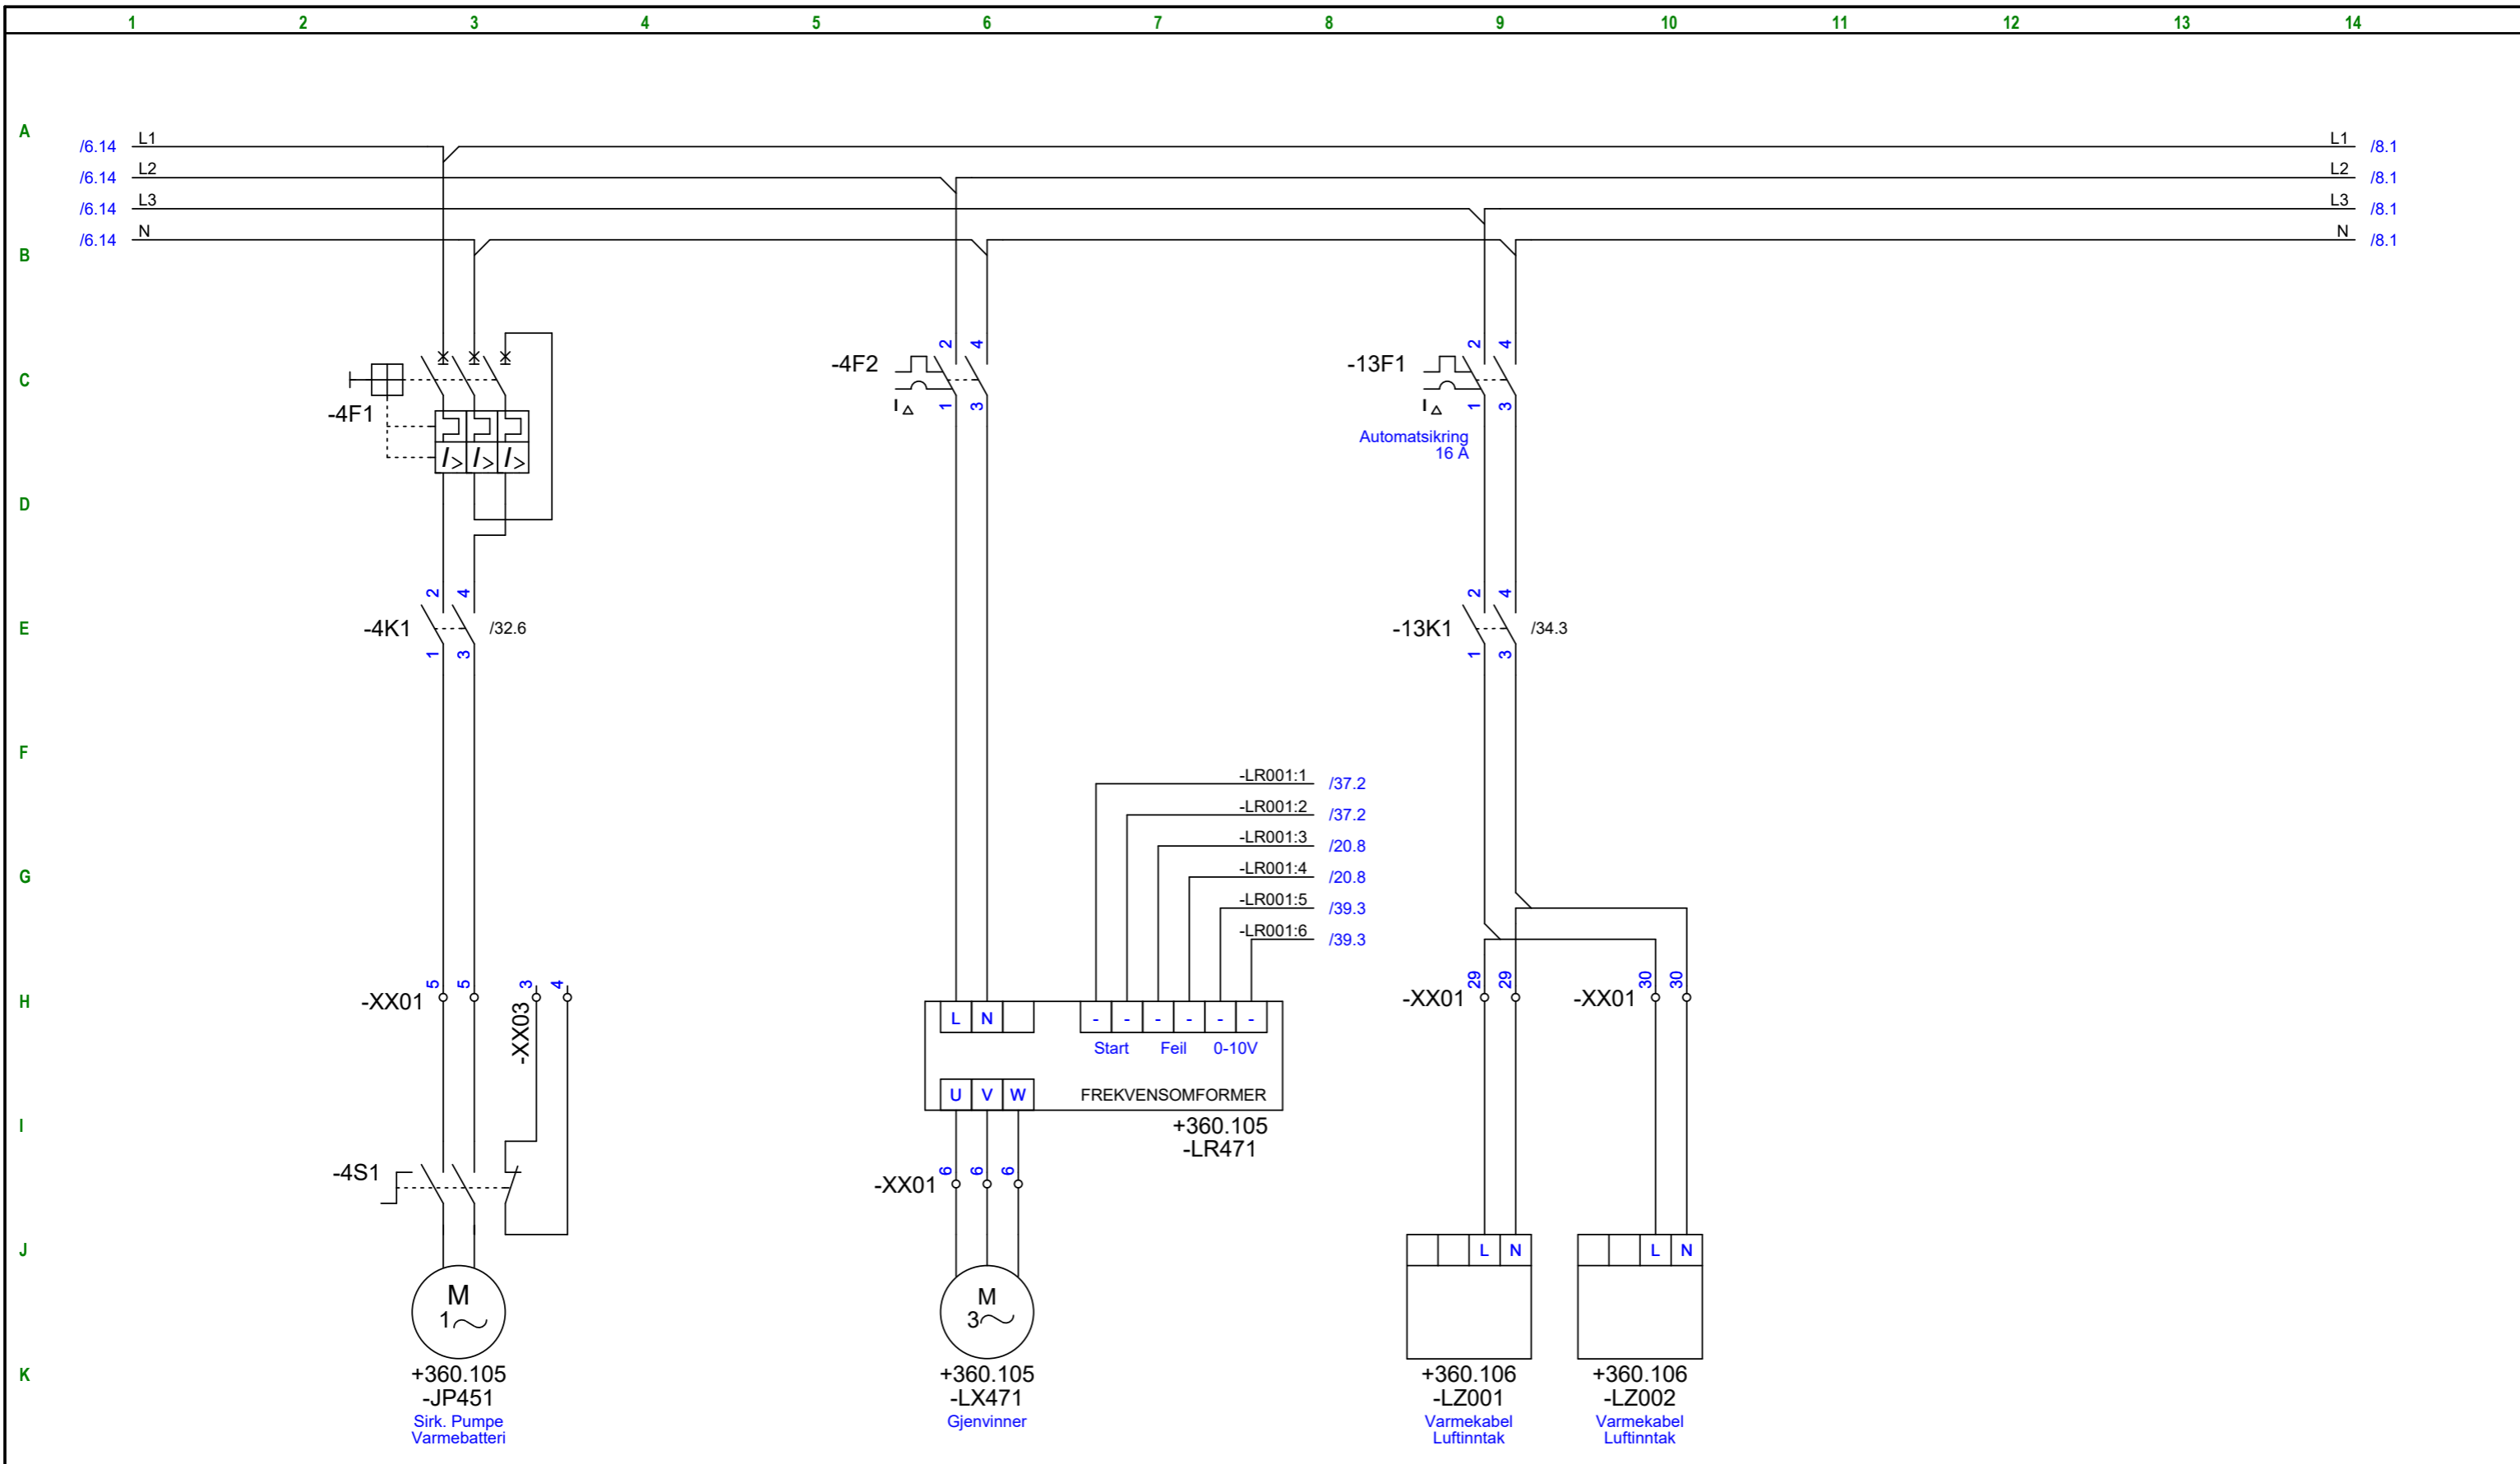 1 2 3 4 5 6 7 8 9 10 11 12 13 14
A
/6.14 L1 L1 /8.1
/6.14 L2 L2 /8.1
/6.14 L3 L3 /8.1
/6.14 N N /8.1
B
2 4 2 4
-4F2 -13F1
C
I△ 1 3 I△ 1 3
-4F1
Automatsikring
16 A
I> I> I>
D
2 4 2 4
E
-4K1 /32.6 -13K1 /34.3
1 3 1 3
F
-LR001:1 /37.2
-LR001:2 /37.2
-LR001:3 /20.8
G
-LR001:4 /20.8
-LR001:5 /39.3
-LR001:6 /39.3
5 5 3 4 29 29 30 30
H
-XX01 -XX03 -XX01 -XX01
L N - - - - - -
Start Feil 0-10V
U V W FREKVENSOMFORMER
I
+360.105
-LR471
-4S1
6 6 6
-XX01
J
L N L N
M M
1~ 3~
K
+360.105 +360.105 +360.106 +360.106
-JP451 -LX471 -LZ001 -LZ002
Sirk. Pumpe Gjenvinner Varmekabel Varmekabel
Varmebatteri Luftinntak Luftinntak